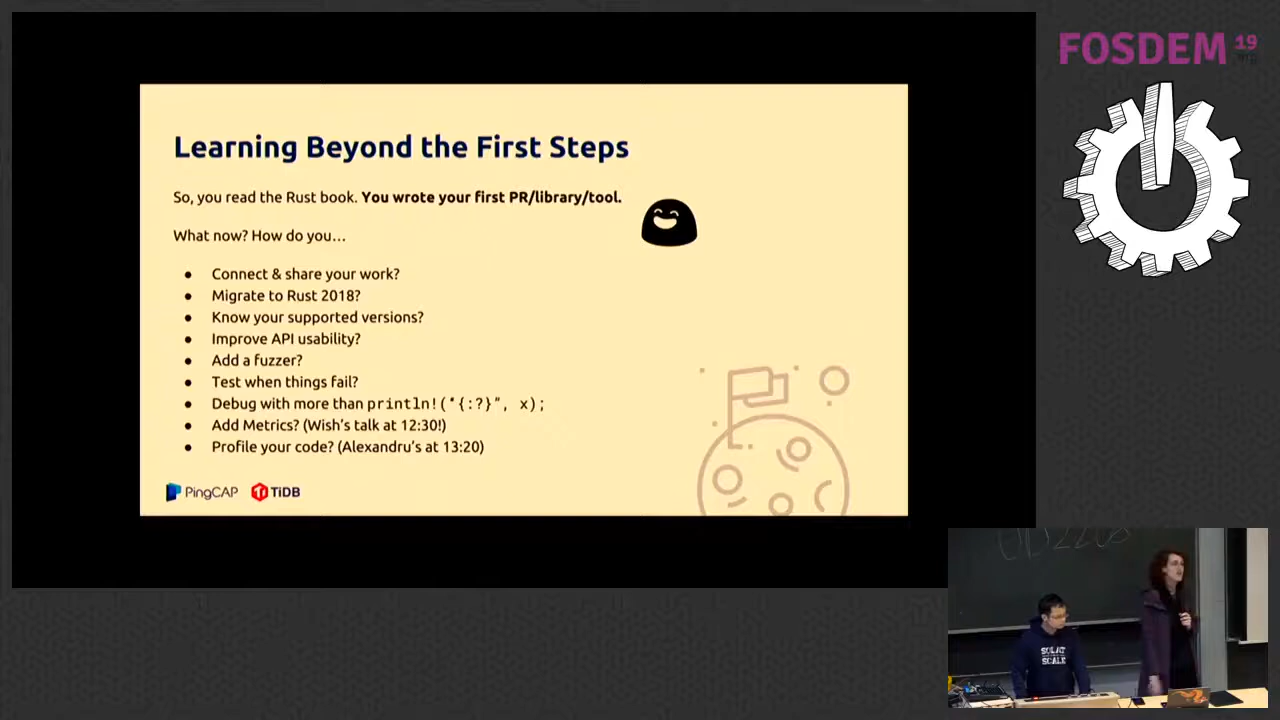 FOSDEM 19
.org
Learning Beyond the First Steps
So, you read the Rust book. You wrote your first PR/library/tool.
What now? How do you…
● Connect & share your work?
● Migrate to Rust 2018?
● Know your supported versions?
● Improve API usability?
● Add a fuzzer?
● Test when things fail?
● Debug with more than println!("{:?}", x);
● Add Metrics? (Wish's talk at 12:30!)
● Profile your code? (Alexandru's at 13:20)
PingCAP TiDB
SCALE